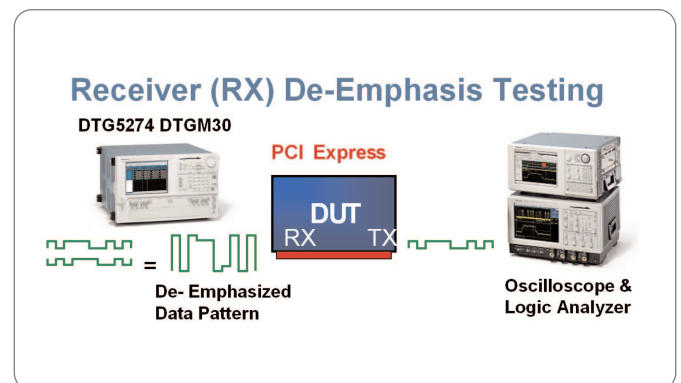 Receiver (RX) De-Emphasis Testing
DTG5274 DTGM30
PCI Express
DUT
RX TX
=
De- Emphasized
Data Pattern
Oscilloscope &
Logic Analyzer